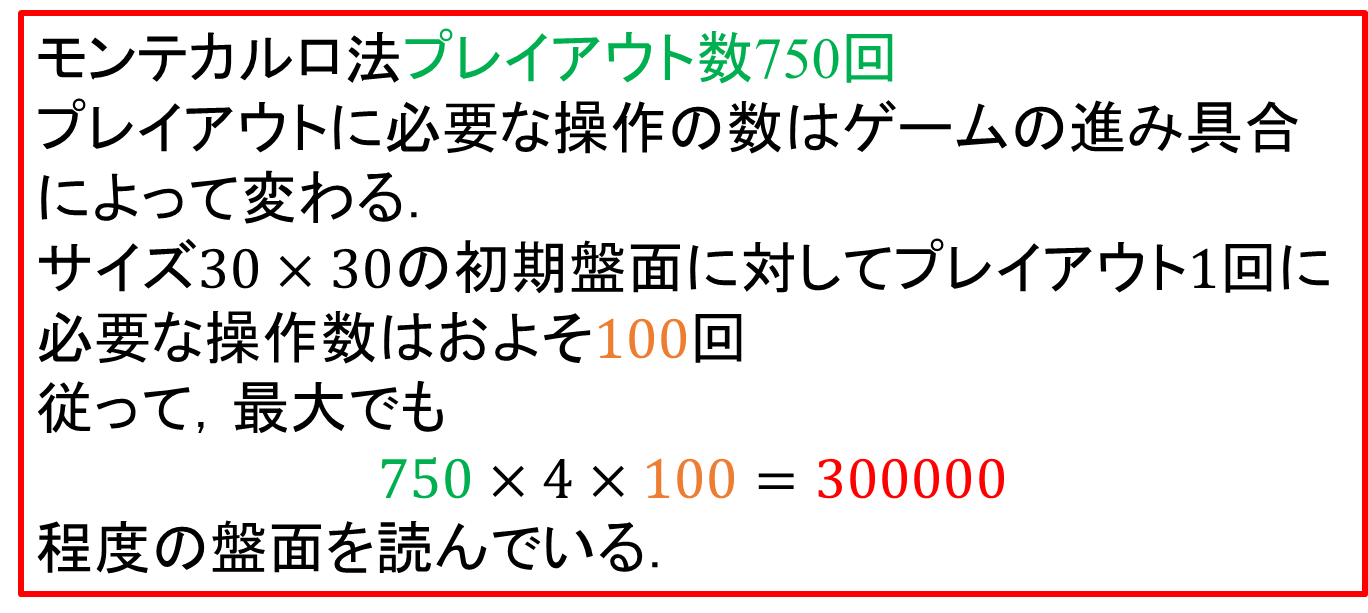 モンテカルロ法プレイアウト数750回
プレイアウトに必要な操作の数はゲームの進み具合
によって変わる.
サイズ30 × 30の初期盤面に対してプレイアウト1回に
必要な操作数はおよそ100回
従って, 最大でも
750 × 4 × 100 = 300000
程度の盤面を読んでいる.